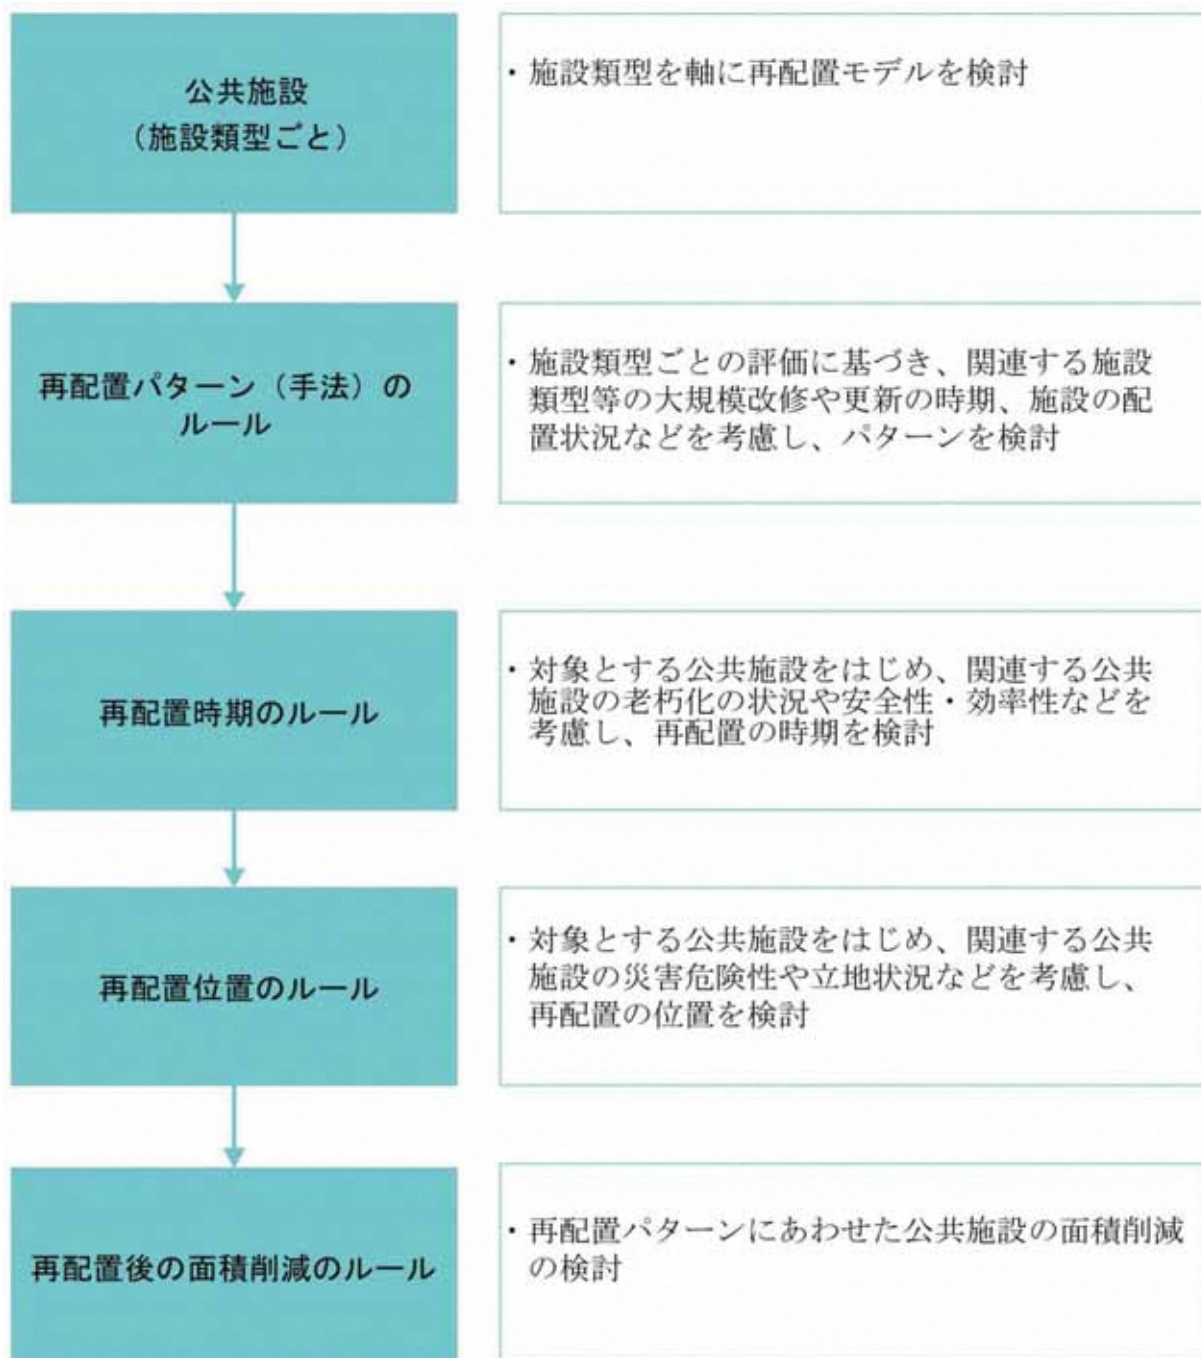 公共施設
（施設類型ごと）
・施設類型を軸に再配置モデルを検討
再配置パターン（手法）の
ルール
・施設類型ごとの評価に基づき、関連する施設
類型等の大規模改修や更新の時期、施設の配
置状況などを考慮し、パターンを検討
再配置時期のルール
・対象とする公共施設をはじめ、関連する公共
施設の老朽化の状況や安全性・効率性などを
考慮し、再配置の時期を検討
再配置位置のルール
・対象とする公共施設をはじめ、関連する公共
施設の災害危険性や立地状況などを考慮し、
再配置の位置を検討
再配置後の面積削減のルール
・再配置パターンにあわせた公共施設の面積削減
の検討